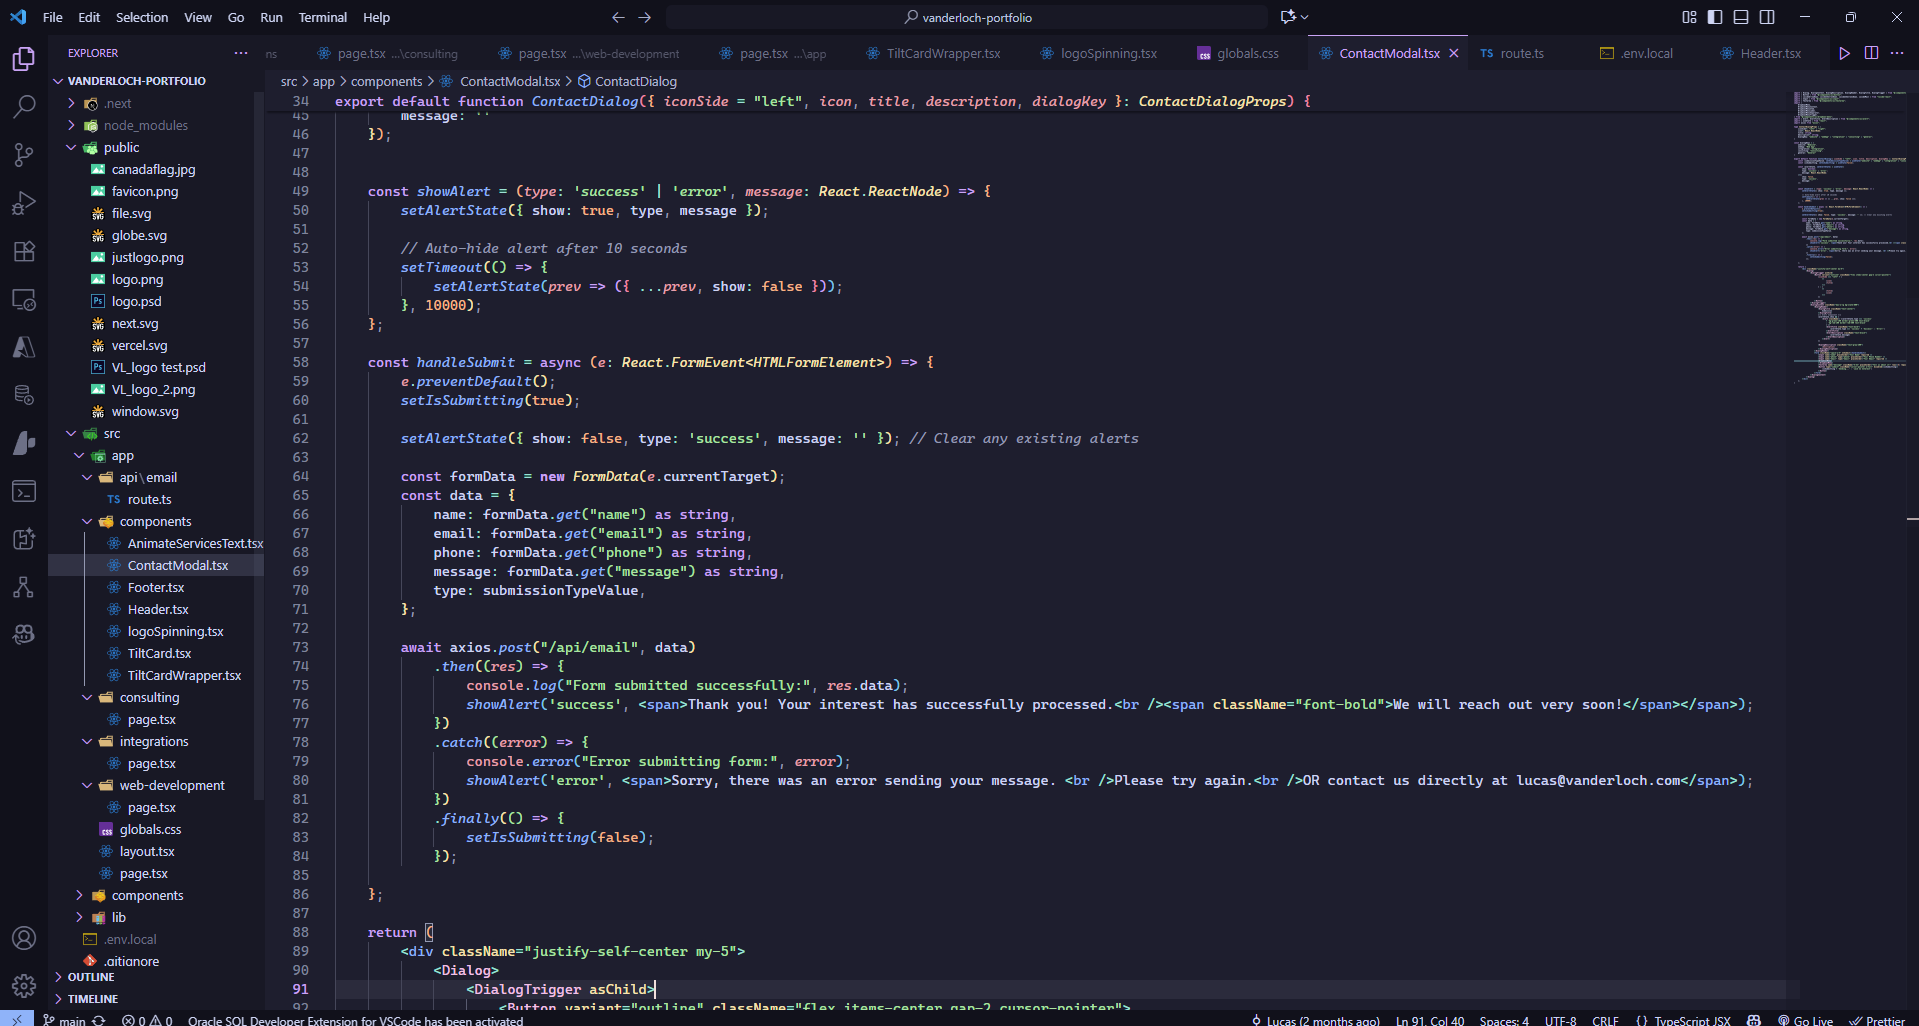 File Edit Selection View Go Run Terminal Help
vanderloch-portfolio
EXPLORER
ns page.tsx ...\consulting page.tsx ...\web-development page.tsx ...\app TiltCardWrapper.tsx logoSpinning.tsx globals.css ContactModal.tsx TS route.ts .env.local Header.tsx
VANDERLOCH-PORTFOLIO
.next
node_modules
public
canadaflag.jpg
favicon.png
file.svg
globe.svg
justlogo.png
logo.png
logo.psd
next.svg
vercel.svg
VL_logo test.psd
VL_logo_2.png
window.svg
src
app
api\email
TS route.ts
components
AnimateServicesText.tsx
ContactModal.tsx
Footer.tsx
Header.tsx
logoSpinning.tsx
TiltCard.tsx
TiltCardWrapper.tsx
consulting
page.tsx
integrations
page.tsx
web-development
page.tsx
globals.css
layout.tsx
page.tsx
components
lib
.env.local
.gitignore
OUTLINE
TIMELINE
src > app > components > ContactModal.tsx > ContactDialog
34 export default function ContactDialog({ iconSide = "left", icon, title, description, dialogKey }: ContactDialogProps) {
45 message: ''
46 });
47
48
49 const showAlert = (type: 'success' | 'error', message: React.ReactNode) => {
50 setAlertState({ show: true, type, message });
51
52 // Auto-hide alert after 10 seconds
53 setTimeout(() => {
54 setAlertState(prev => ({ ...prev, show: false }));
55 }, 10000);
56 };
57
58 const handleSubmit = async (e: React.FormEvent<HTMLFormElement>) => {
59 e.preventDefault();
60 setIsSubmitting(true);
61
62 setAlertState({ show: false, type: 'success', message: '' }); // Clear any existing alerts
63
64 const formData = new FormData(e.currentTarget);
65 const data = {
66 name: formData.get("name") as string,
67 email: formData.get("email") as string,
68 phone: formData.get("phone") as string,
69 message: formData.get("message") as string,
70 type: submissionTypeValue,
71 };
72
73 await axios.post("/api/email", data)
74 .then((res) => {
75 console.log("Form submitted successfully:", res.data);
76 showAlert('success', <span>Thank you! Your interest has successfully processed.<br /><span className="font-bold">We will reach out very soon!</span></span>);
77 })
78 .catch((error) => {
79 console.error("Error submitting form:", error);
80 showAlert('error', <span>Sorry, there was an error sending your message. <br />Please try again.<br />OR contact us directly at lucas@vanderloch.com</span>);
81 })
82 .finally(() => {
83 setIsSubmitting(false);
84 });
85
86 };
87
88 return (
89 <div className="justify-self-center my-5">
90 <Dialog>
91 <DialogTrigger asChild>
92 <Button variant="outline" className="flex items-center gap-2 cursor-pointer">
main 0 0 Oracle SQL Developer Extension for VSCode has been activated Lucas (2 months ago) Ln 91, Col 40 Spaces: 4 UTF-8 CRLF {} TypeScript JSX Go Live Prettier